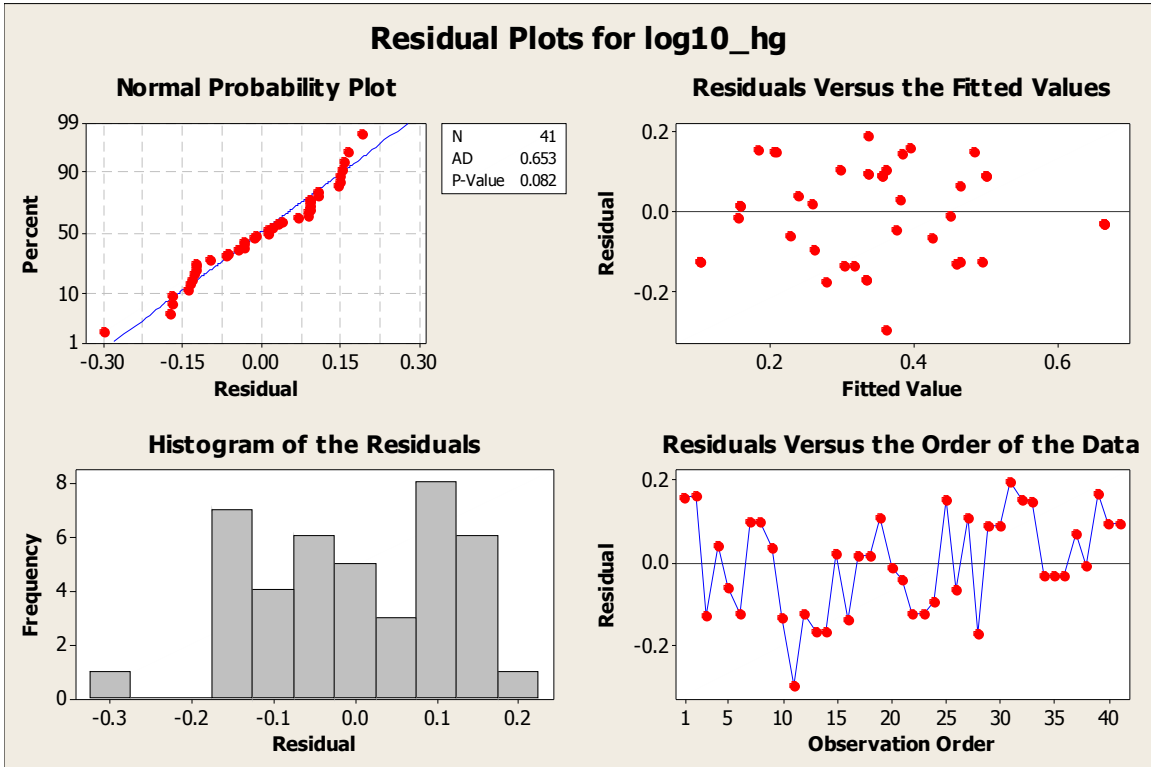 Residual Plots for log10_hg
Normal Probability Plot
99
90
50
10
1
Percent
-0.30 -0.15 0.00 0.15 0.30
Residual
N 41
AD 0.653
P-Value 0.082
Residuals Versus the Fitted Values
0.2
0.0
-0.2
Residual
0.2 0.4 0.6
Fitted Value
Histogram of the Residuals
8
6
4
2
0
Frequency
-0.3 -0.2 -0.1 0.0 0.1 0.2
Residual
Residuals Versus the Order of the Data
0.2
0.0
-0.2
Residual
1 5 10 15 20 25 30 35 40
Observation Order